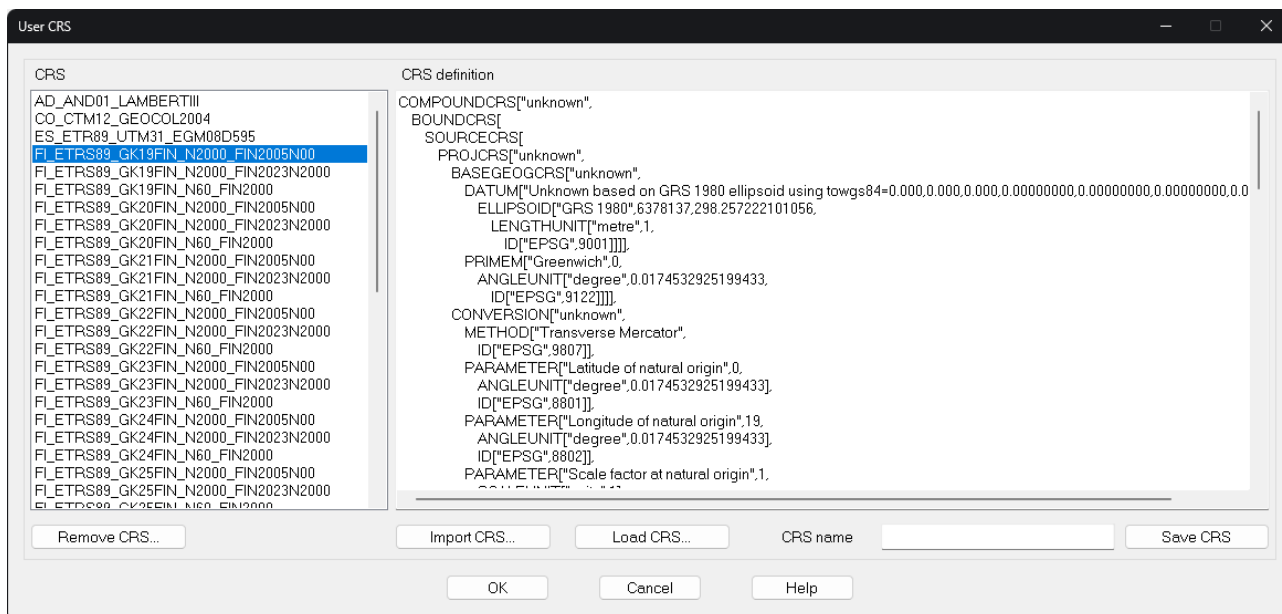 User CRS
CRS
AD_AND01_LAMBERTIII
CO_CTM12_GEOCOL2004
ES_ETR89_UTM31_EGM08D595
FI_ETRS89_GK19FIN_N2000_FIN2005N00
FI_ETRS89_GK19FIN_N2000_FIN2023N2000
FI_ETRS89_GK19FIN_N60_FIN2000
FI_ETRS89_GK20FIN_N2000_FIN2005N00
FI_ETRS89_GK20FIN_N2000_FIN2023N2000
FI_ETRS89_GK20FIN_N60_FIN2000
FI_ETRS89_GK21FIN_N2000_FIN2005N00
FI_ETRS89_GK21FIN_N2000_FIN2023N2000
FI_ETRS89_GK21FIN_N60_FIN2000
FI_ETRS89_GK22FIN_N2000_FIN2005N00
FI_ETRS89_GK22FIN_N2000_FIN2023N2000
FI_ETRS89_GK22FIN_N60_FIN2000
FI_ETRS89_GK23FIN_N2000_FIN2005N00
FI_ETRS89_GK23FIN_N2000_FIN2023N2000
FI_ETRS89_GK23FIN_N60_FIN2000
FI_ETRS89_GK24FIN_N2000_FIN2005N00
FI_ETRS89_GK24FIN_N2000_FIN2023N2000
FI_ETRS89_GK24FIN_N60_FIN2000
FI_ETRS89_GK25FIN_N2000_FIN2005N00
FI_ETRS89_GK25FIN_N2000_FIN2023N2000
CRS definition
COMPOUNDCRS["unknown",
BOUNDCRS[
SOURCECRS[
PROJCRS["unknown",
BASEGEOGCRS["unknown",
DATUM["Unknown based on GRS 1980 ellipsoid using towgs84=0.000,0.000,0.000,0.00000000,0.00000000,0.00000000,0.0
ELLIPSOID["GRS 1980",6378137,298.257222101056,
LENGTHUNIT["metre",1,
ID["EPSG",9001]]]],
PRIMEM["Greenwich",0,
ANGLEUNIT["degree",0.0174532925199433,
ID["EPSG",9122]]]],
CONVERSION["unknown",
METHOD["Transverse Mercator",
ID["EPSG",9807]],
PARAMETER["Latitude of natural origin",0,
ANGLEUNIT["degree",0.0174532925199433],
ID["EPSG",8801]],
PARAMETER["Longitude of natural origin",19,
ANGLEUNIT["degree",0.0174532925199433],
ID["EPSG",8802]],
PARAMETER["Scale factor at natural origin",1,
Remove CRS...
Import CRS...
Load CRS...
CRS name
Save CRS
OK
Cancel
Help